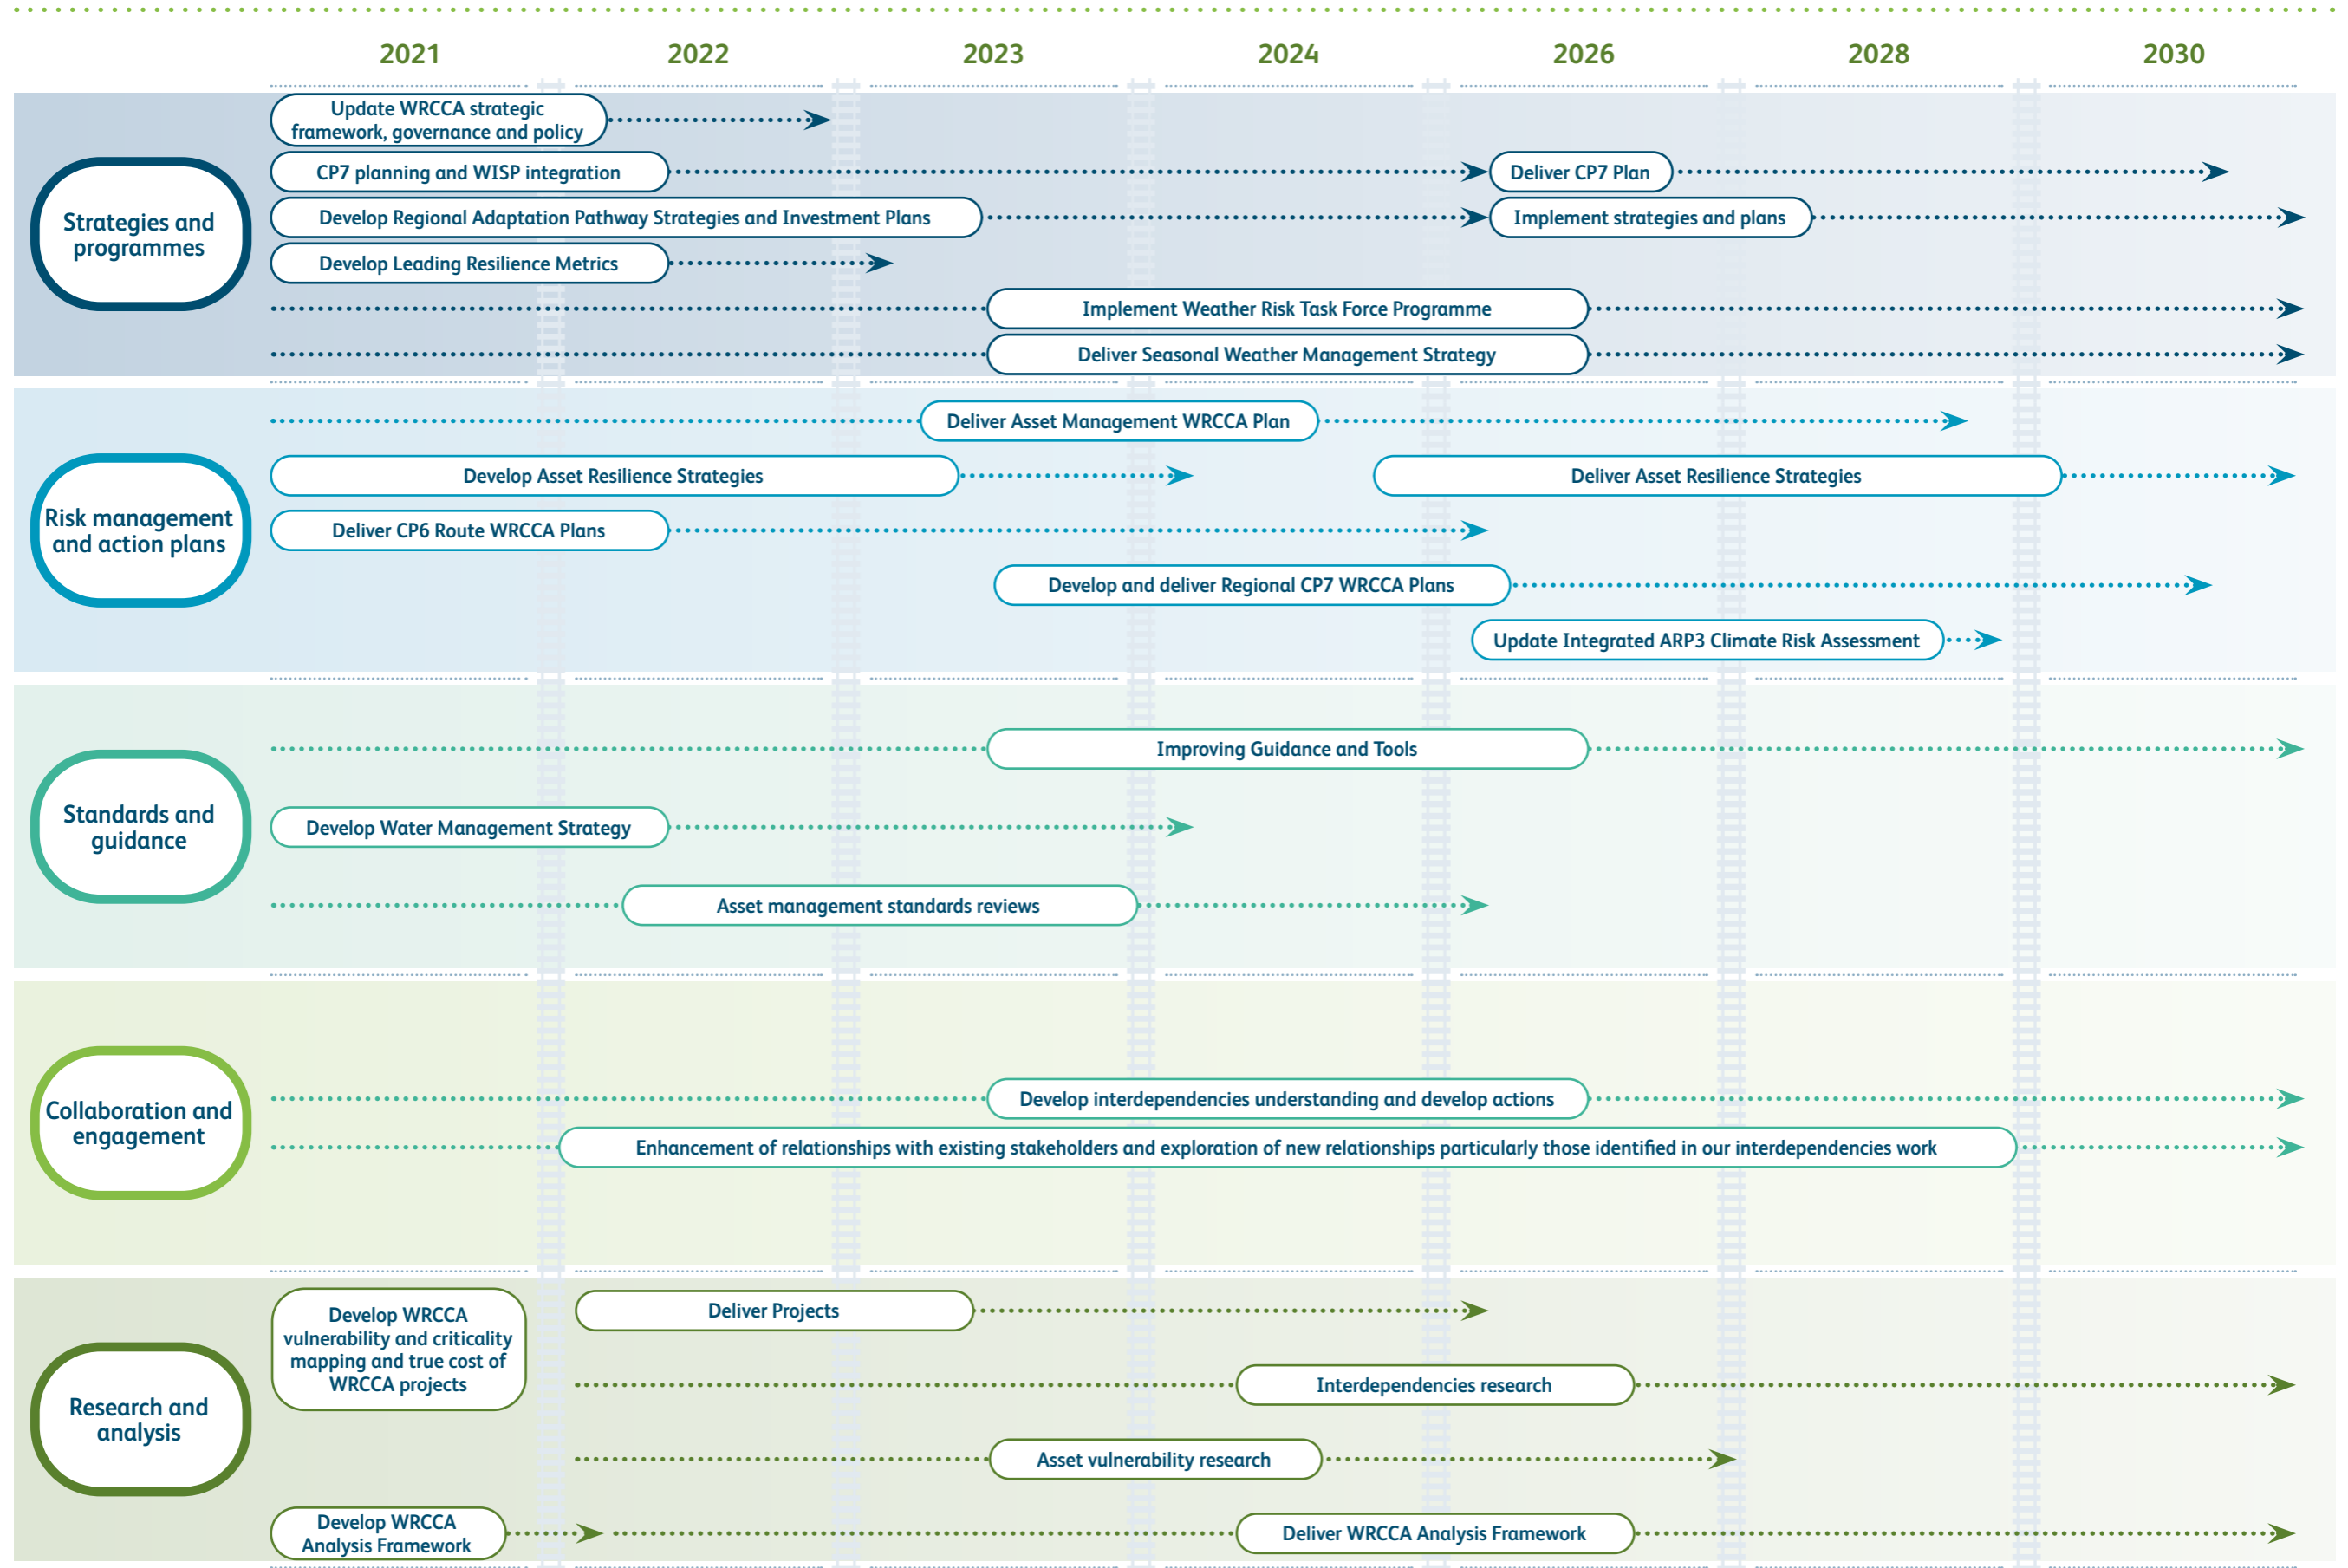 2021 2022 2023 2024 2026 2028 2030
Strategies and
programmes
Update WRCCA strategic
framework, governance and policy
CP7 planning and WISP integration
Deliver CP7 Plan
Develop Regional Adaptation Pathway Strategies and Investment Plans
Implement strategies and plans
Develop Leading Resilience Metrics
Implement Weather Risk Task Force Programme
Deliver Seasonal Weather Management Strategy
Risk management
and action plans
Deliver Asset Management WRCCA Plan
Develop Asset Resilience Strategies
Deliver Asset Resilience Strategies
Deliver CP6 Route WRCCA Plans
Develop and deliver Regional CP7 WRCCA Plans
Update Integrated ARP3 Climate Risk Assessment
Standards and
guidance
Improving Guidance and Tools
Develop Water Management Strategy
Asset management standards reviews
Collaboration and
engagement
Develop interdependencies understanding and develop actions
Enhancement of relationships with existing stakeholders and exploration of new relationships particularly those identified in our interdependencies work
Research and
analysis
Develop WRCCA
vulnerability and criticality
mapping and true cost of
WRCCA projects
Deliver Projects
Interdependencies research
Asset vulnerability research
Develop WRCCA
Analysis Framework
Deliver WRCCA Analysis Framework